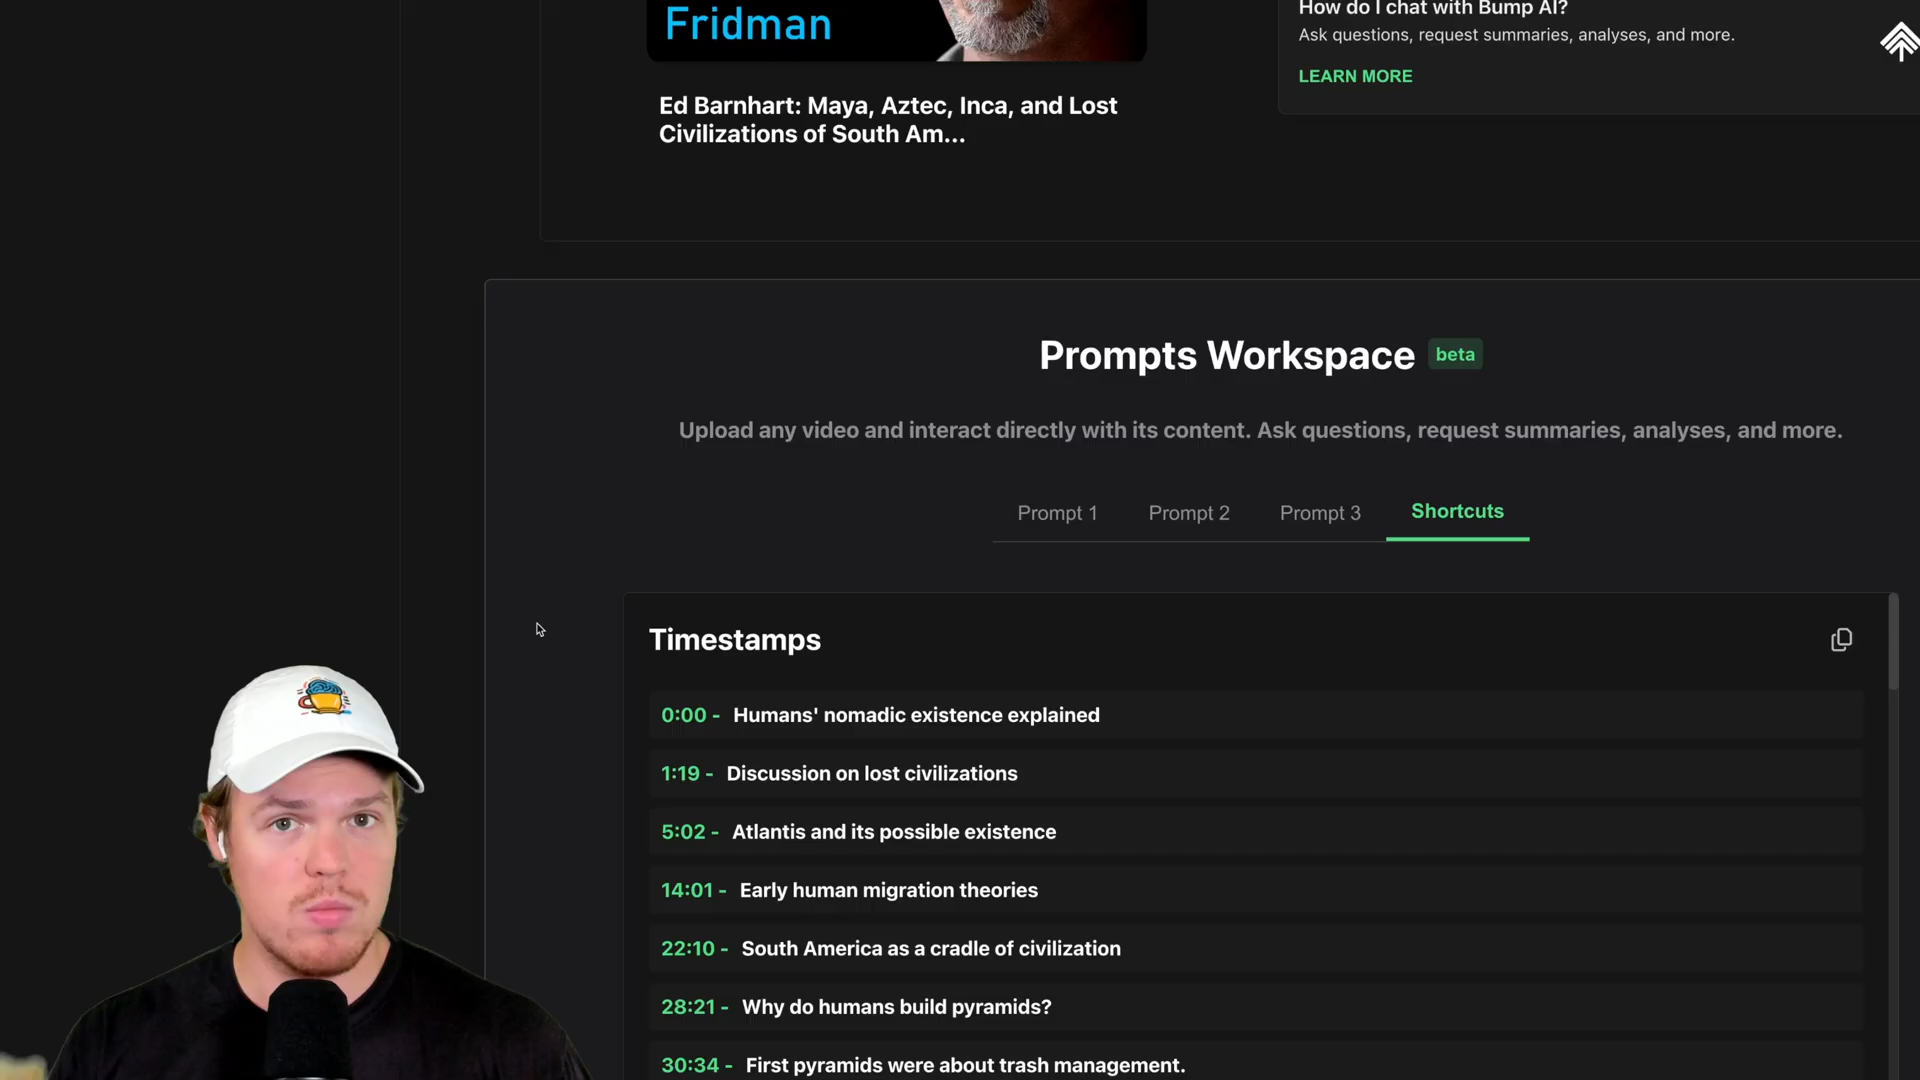 Fridman
Ed Barnhart: Maya, Aztec, Inca, and Lost
Civilizations of South Am...
How do I chat with Bump AI?
Ask questions, request summaries, analyses, and more.
LEARN MORE
Prompts Workspace beta
Upload any video and interact directly with its content. Ask questions, request summaries, analyses, and more.
Prompt 1 Prompt 2 Prompt 3 Shortcuts
Timestamps
0:00 - Humans' nomadic existence explained
1:19 - Discussion on lost civilizations
5:02 - Atlantis and its possible existence
14:01 - Early human migration theories
22:10 - South America as a cradle of civilization
28:21 - Why do humans build pyramids?
30:34 - First pyramids were about trash management.